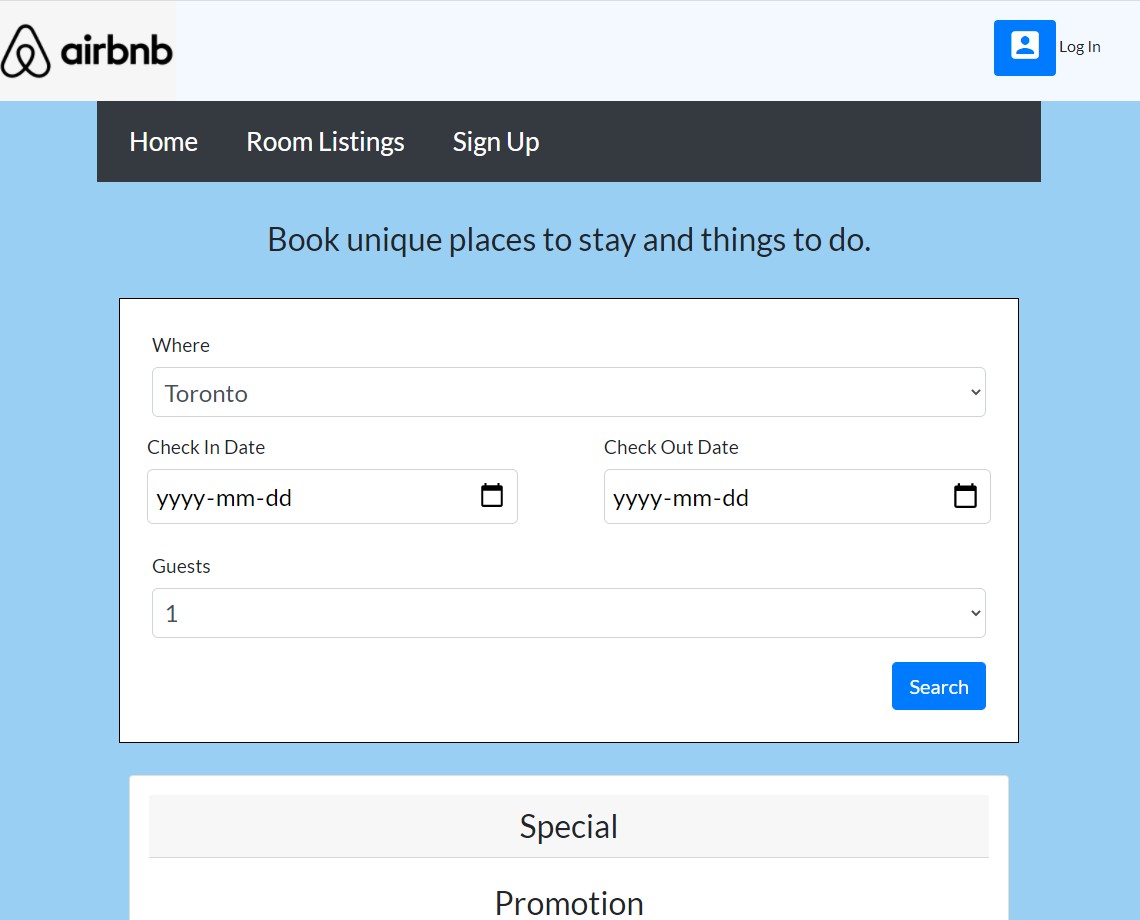 airbnb
Log In
Home Room Listings Sign Up
Book unique places to stay and things to do.
Where
Toronto
Check In Date Check Out Date
yyyy-mm-dd yyyy-mm-dd
Guests
1
Search
Special
Promotion